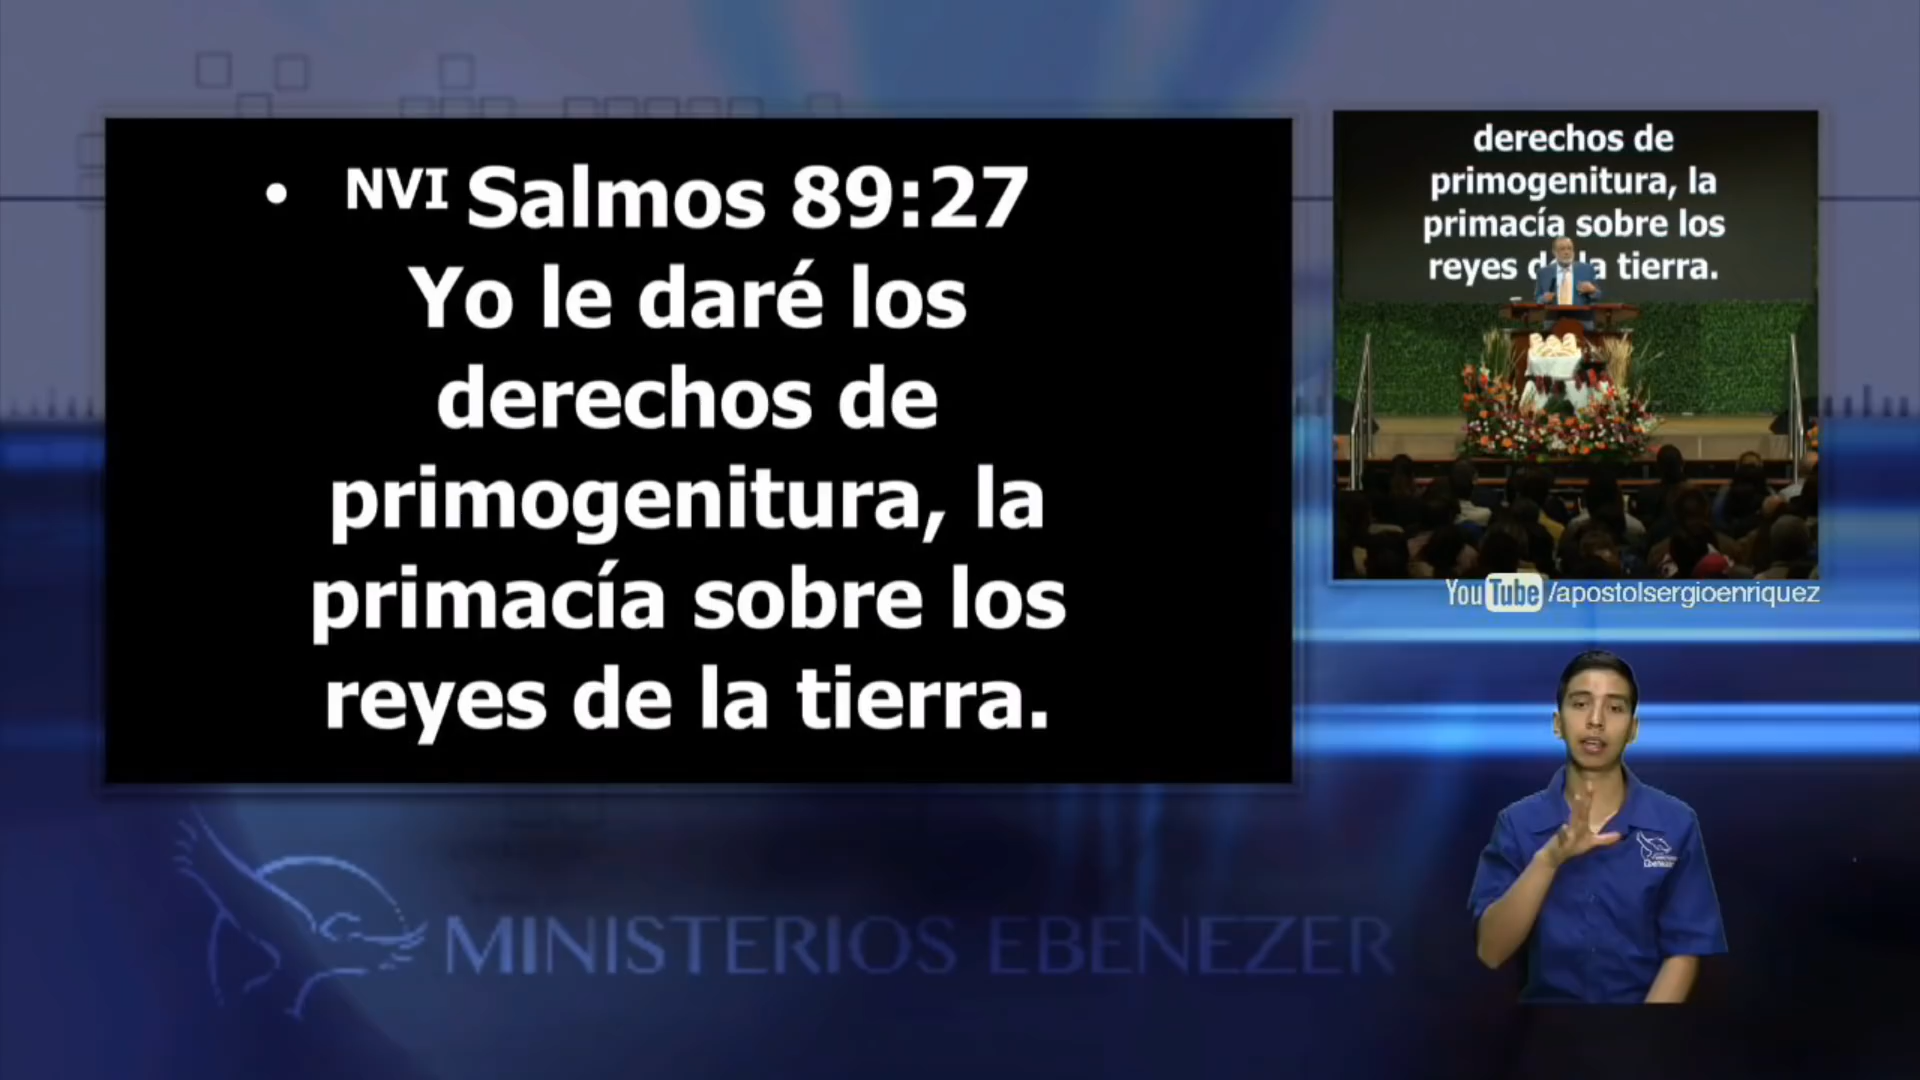 • NVI Salmos 89:27
Yo le daré los
derechos de
primogenitura, la
primacía sobre los
reyes de la tierra.
derechos de
primogenitura, la
primacía sobre los
reyes de la tierra.
YouTube /apostolsergioenriquez
MINISTERIOS EBENEZER